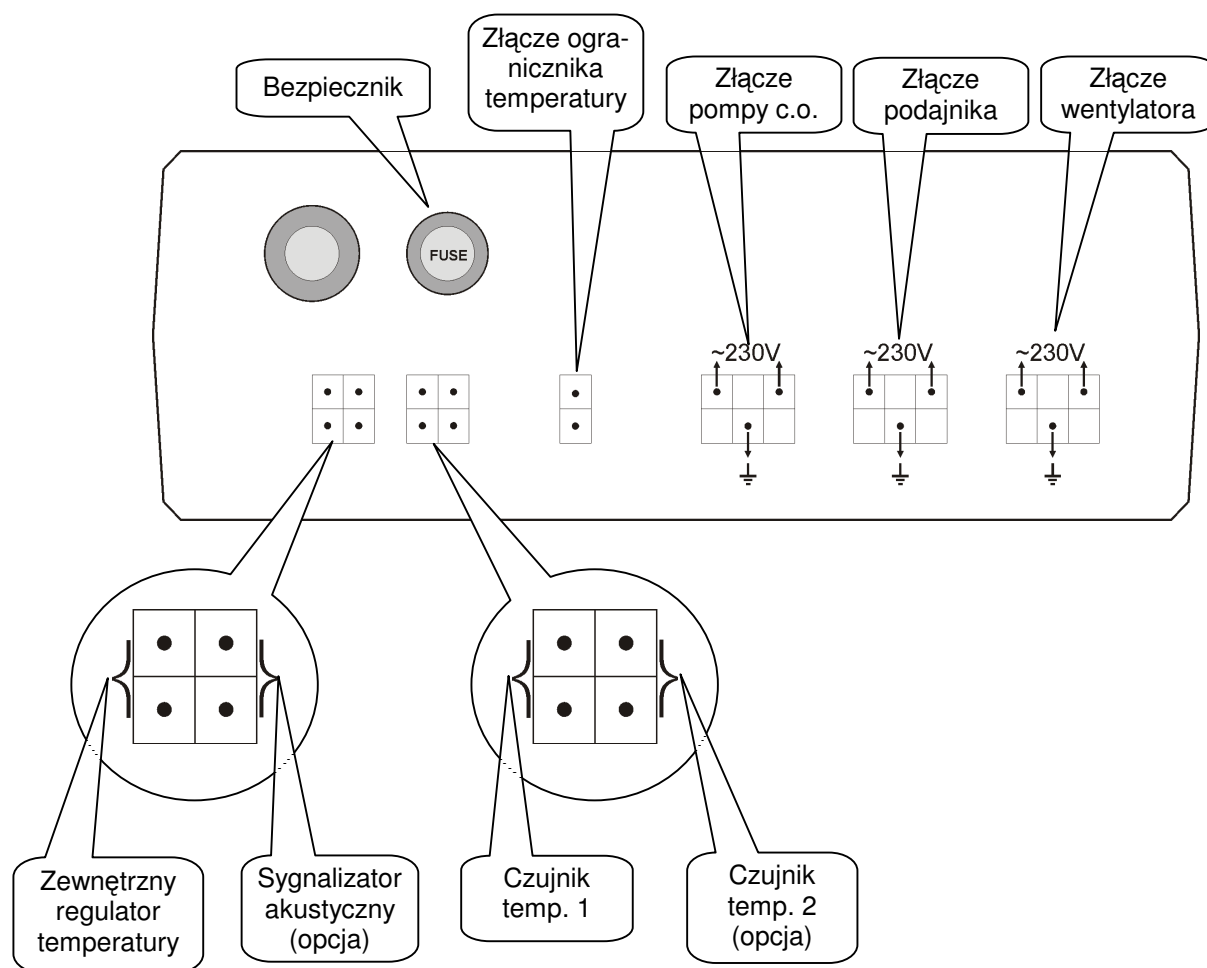 Bezpiecznik
Złącze ogra-
nicznika
temperatury
Złącze
pompy c.o.
Złącze
podajnika
Złącze
wentylatora
FUSE
~230V
~230V
~230V
Zewnętrzny
regulator
temperatury
Sygnalizator
akustyczny
(opcja)
Czujnik
temp. 1
Czujnik
temp. 2
(opcja)